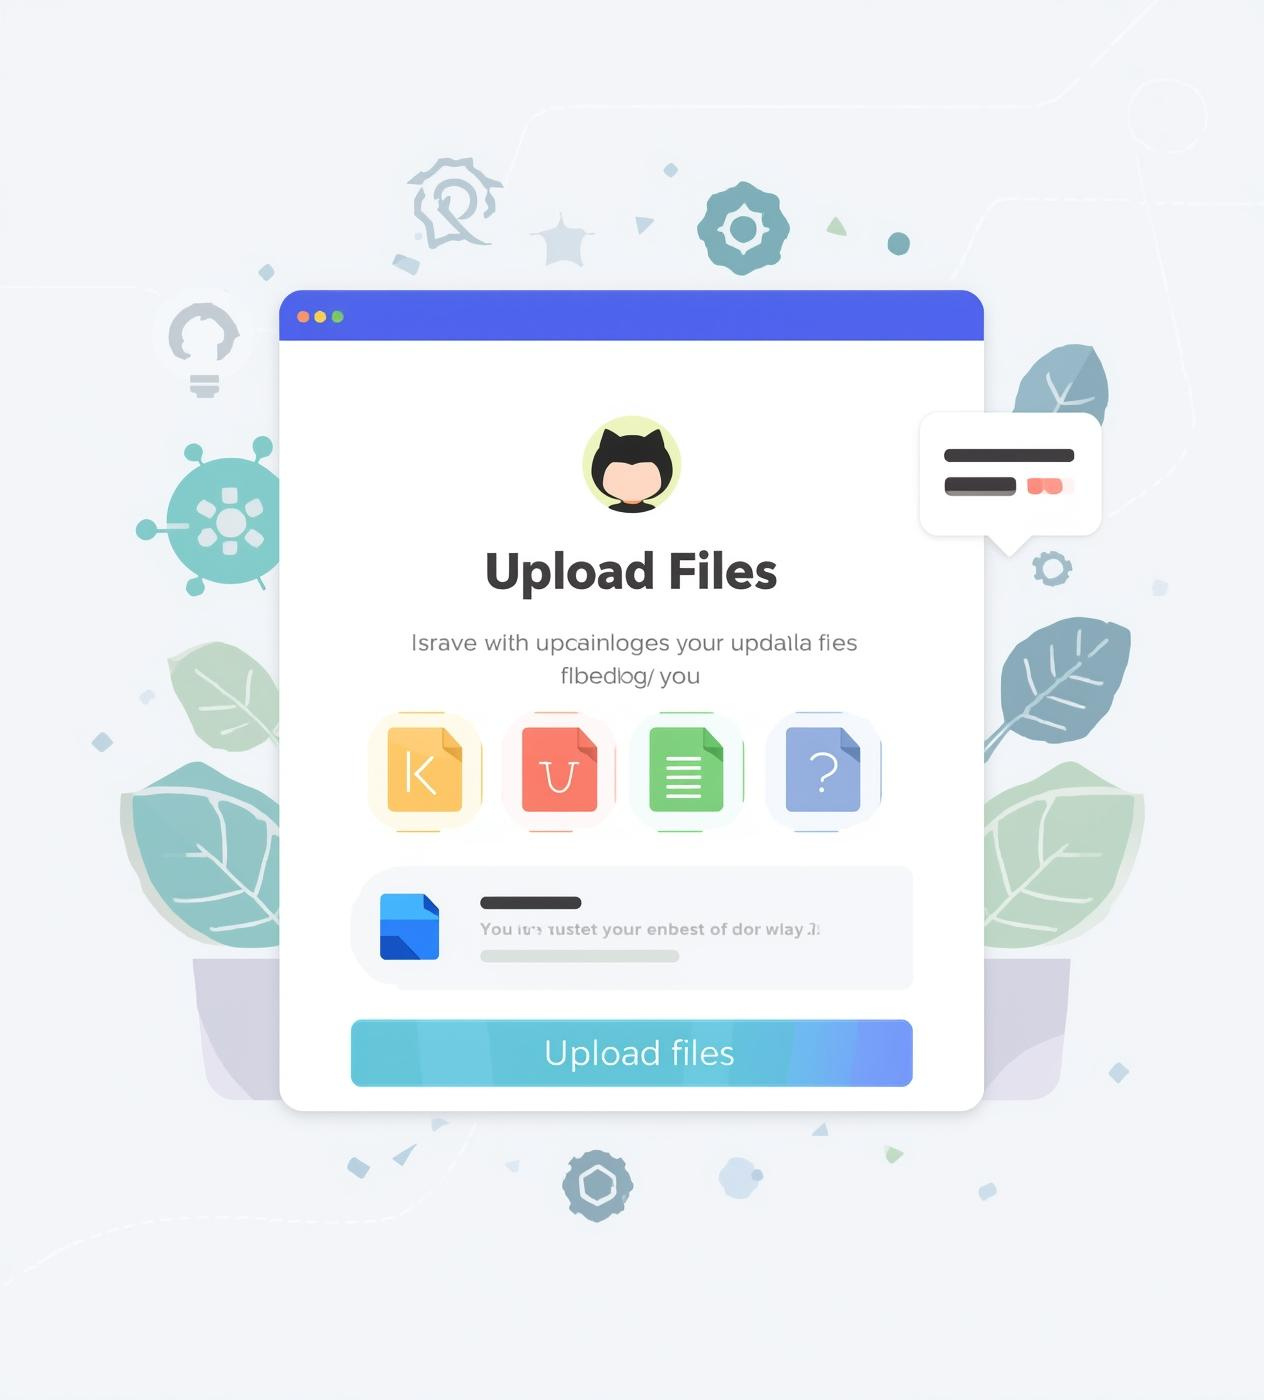 Upload Files
Israve with upcainloges your updalla fies
flbedlog/ you
K
U
?
You tustet your enbest of dor wlay
Upload files